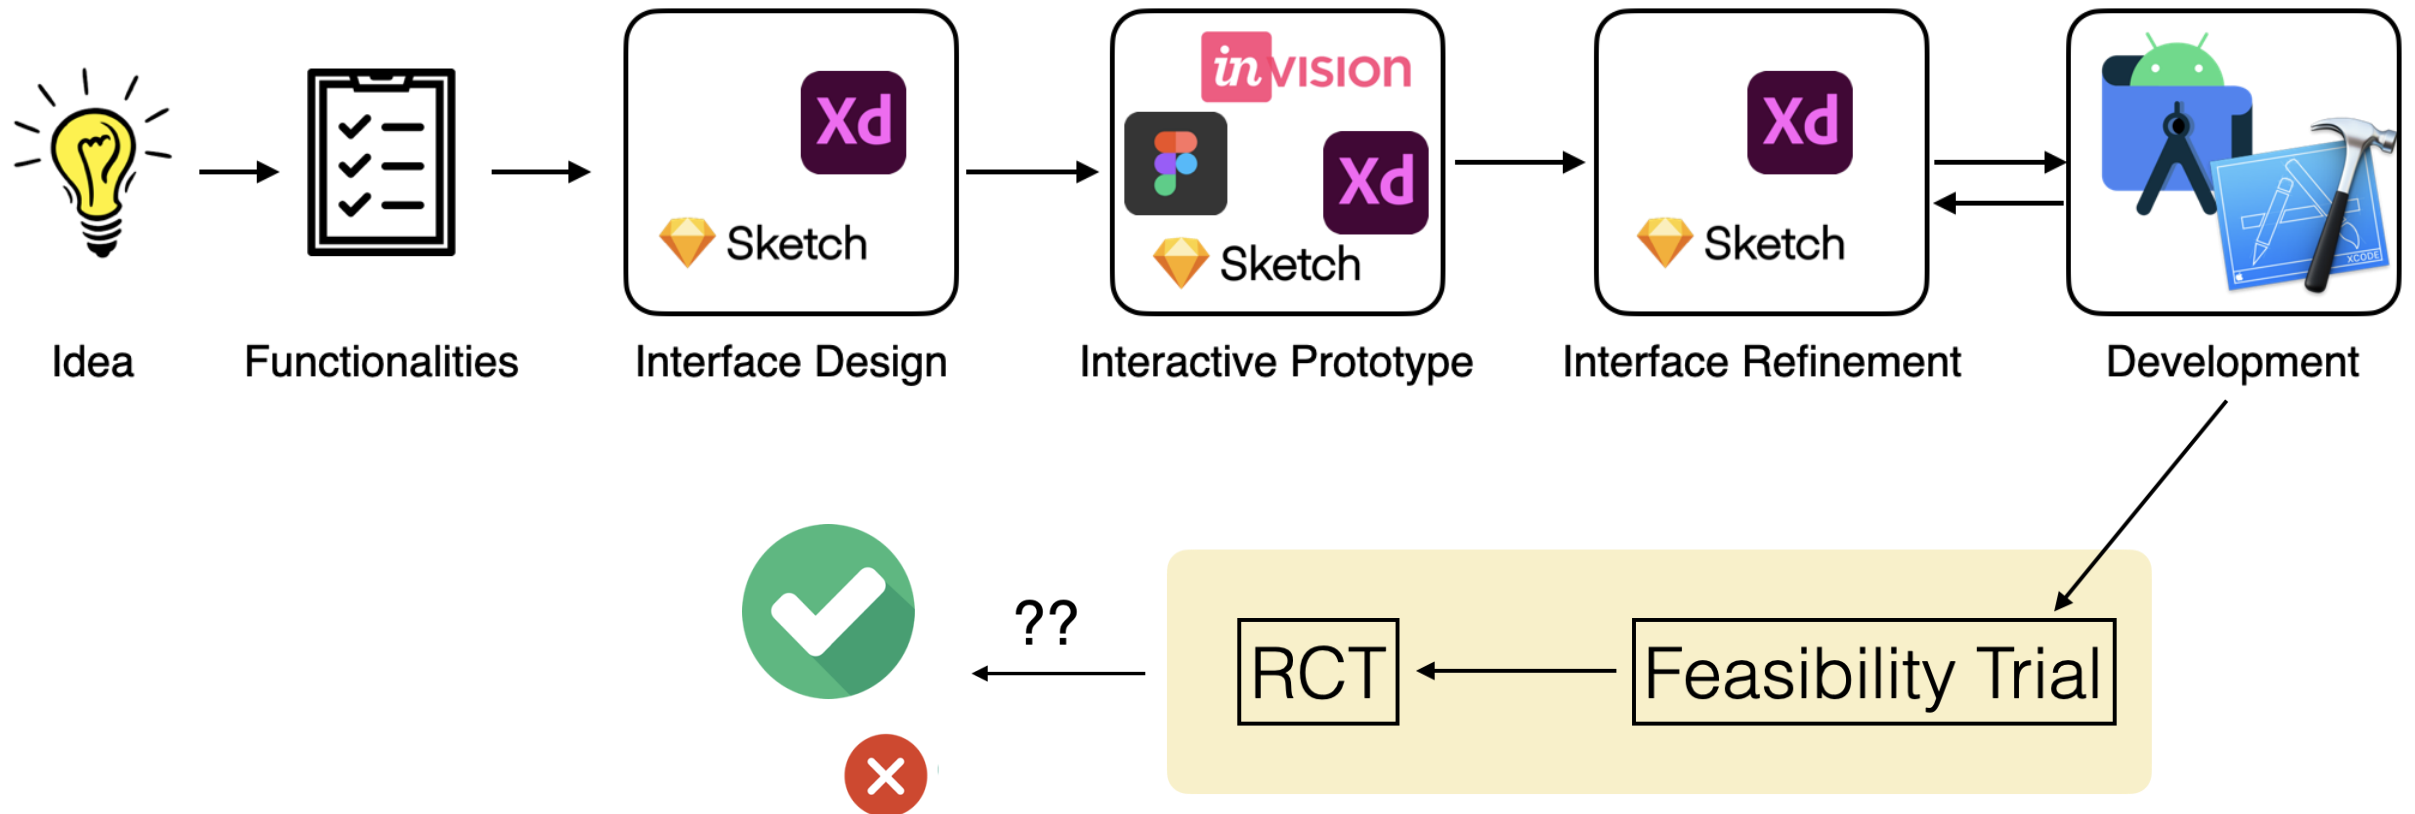 Xd
Sketch
Idea
Functionalities
Interface Design
invision
Xd
Sketch
Interactive Prototype
Xd
Sketch
Interface Refinement
XCODE
Development
??
RCT
Feasibility Trial